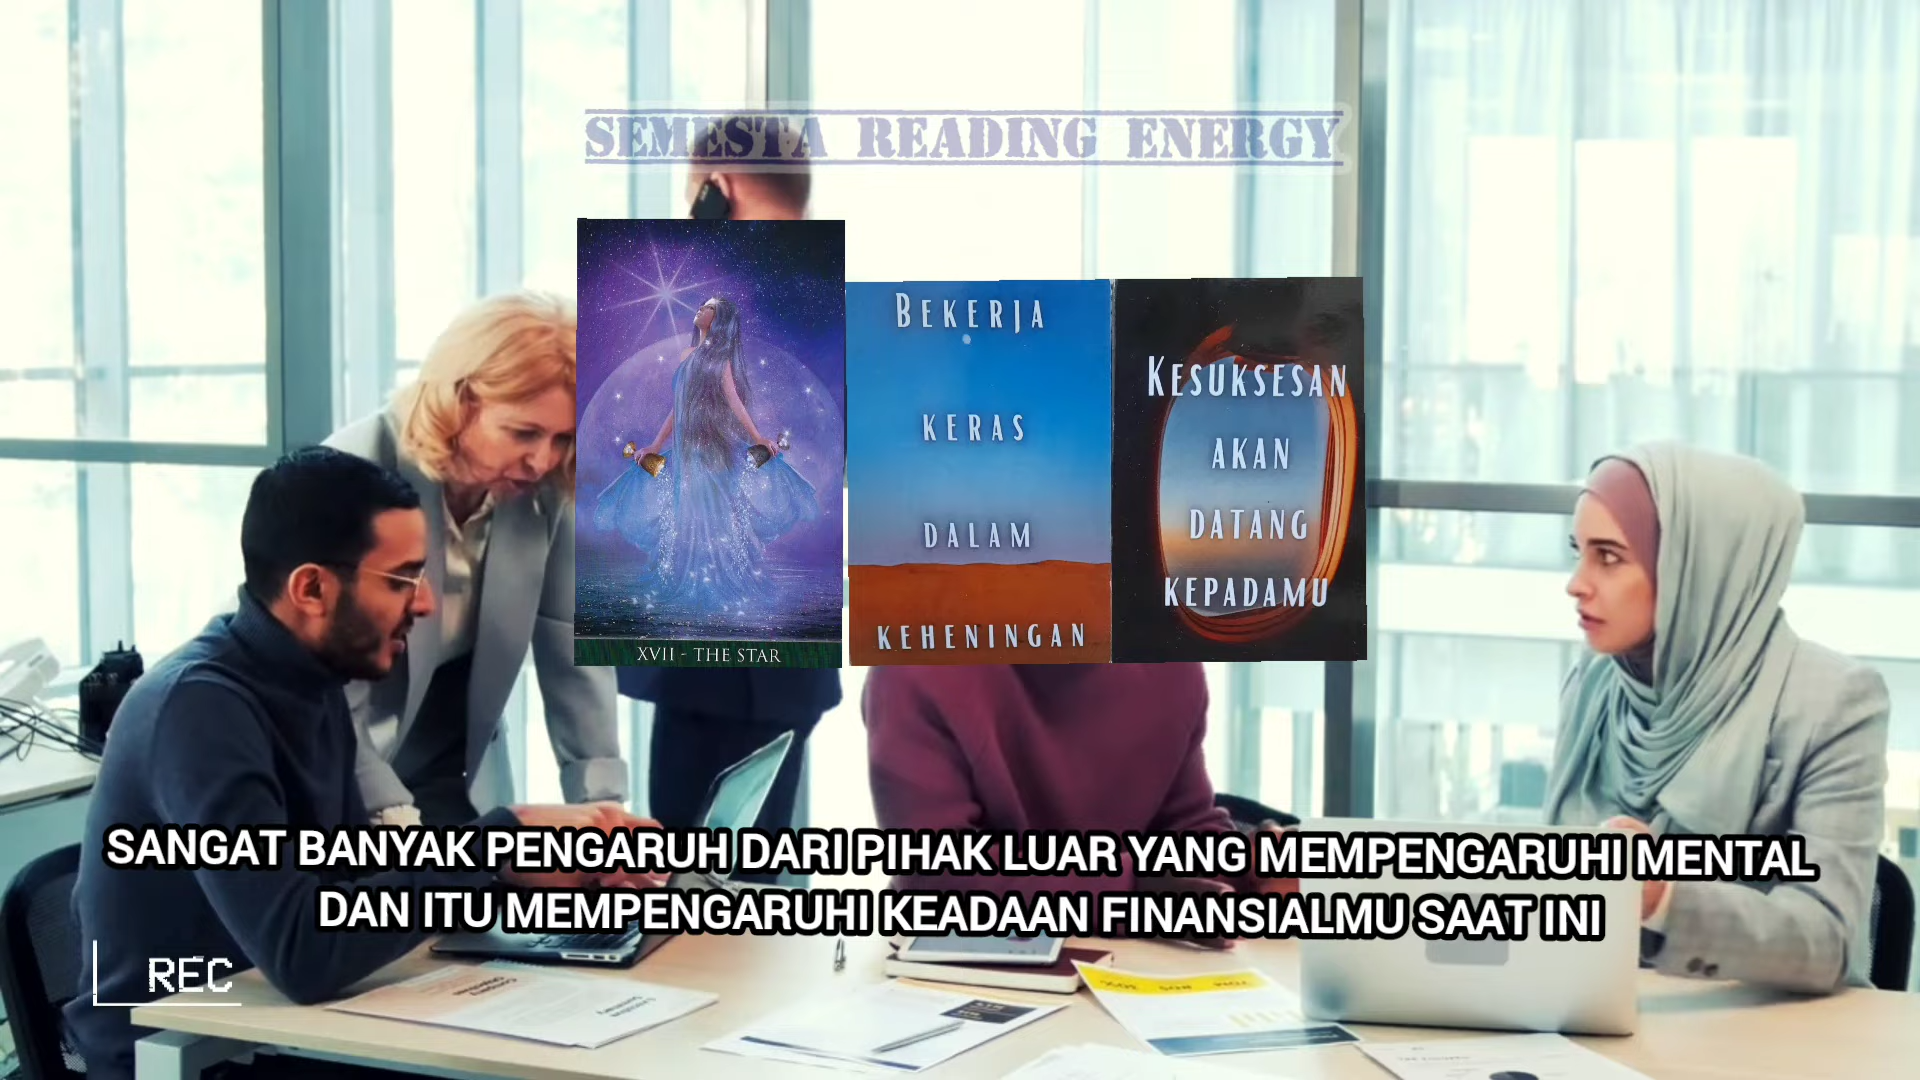 SEMESTA READING ENERGY
XVII - THE STAR
BEKERJA
KERAS
DALAM
KEHENINGAN
KESUKSESAN
AKAN
DATANG
KEPADAMU
SANGAT BANYAK PENGARUH DARI PIHAK LUAR YANG MEMPENGARUHI MENTAL
DAN ITU MEMPENGARUHI KEADAAN FINANSIALMU SAAT INI
REC